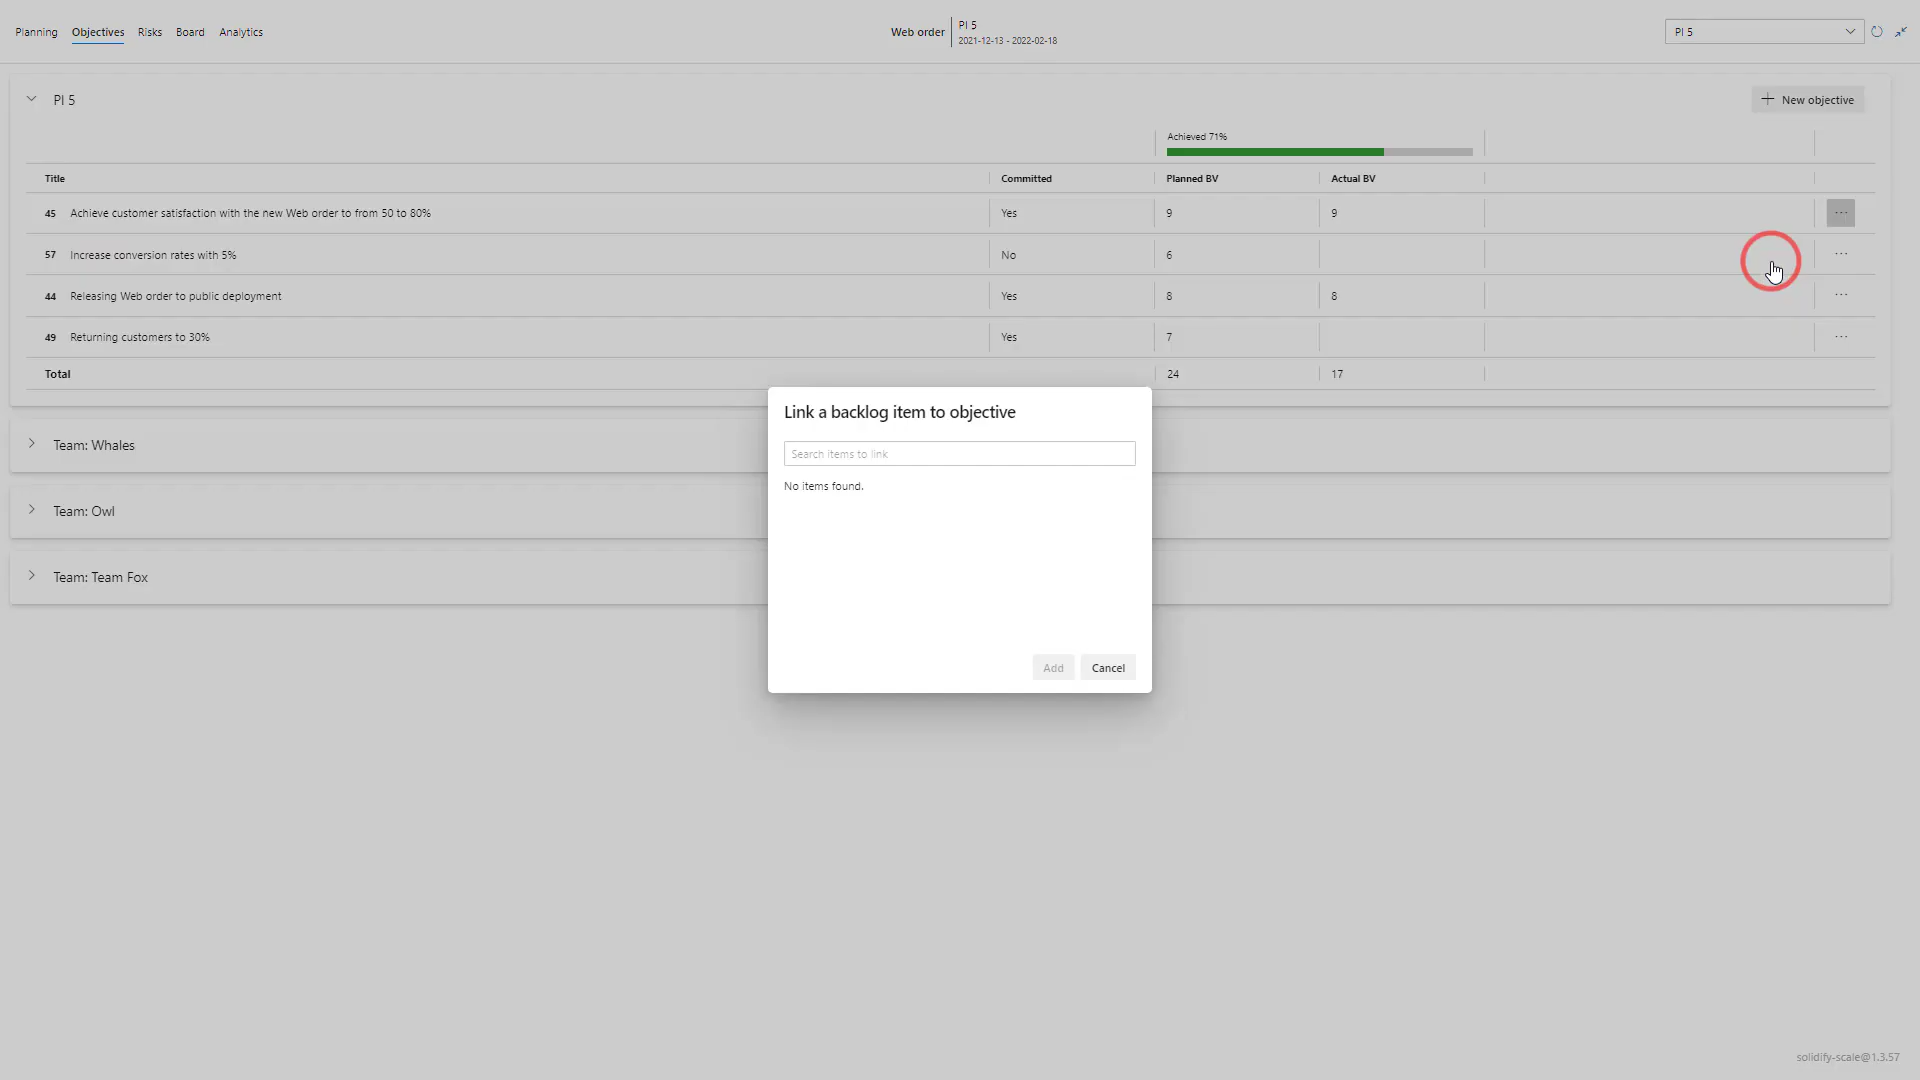 Planning Objectives Risks Board Analytics
Web order
PI 5
2021-12-13 - 2022-02-18
PI 5
PI 5
New objective
Achieved 71%
Title Committed Planned BV Actual BV
45 Achieve customer satisfaction with the new Web order to from 50 to 80% Yes 9 9 ...
57 Increase conversion rates with 5% No 6 ...
44 Releasing Web order to public deployment Yes 8 8 ...
49 Returning customers to 30% Yes 7 ...
Total 24 17
Link a backlog item to objective
Search items to link
No items found.
Add Cancel
Team: Whales
Team: Owl
Team: Team Fox
solidify-scale@1.3.57